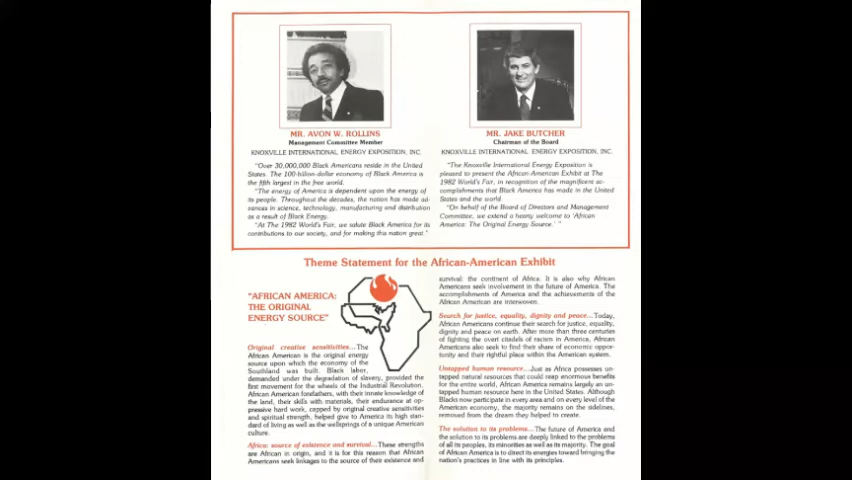 MR. AVON W. ROLLINS
Management Committee Member
KNOXVILLE INTERNATIONAL ENERGY EXPOSITION, INC.
"Over 30,000,000 Black Americans reside in the United
States. The 100-billion-dollar economy of Black America is
the fifth largest in the free world.
"The energy of America is dependent upon the energy of
its people. Throughout the decades, the nation has made ad-
vances in science, technology, manufacturing and distribution
as a result of Black Energy.
"At The 1982 World's Fair, we salute Black America for its
contributions to our society, and for making this nation great."
MR. JAKE BUTCHER
Chairman of the Board
KNOXVILLE INTERNATIONAL ENERGY EXPOSITION, INC.
"The Knoxville International Energy Exposition is
pleased to present the African-American Exhibit at The
1982 World's Fair, in recognition of the magnificent ac-
complishments that Black America has made in the United
States and the world.
"On behalf of the Board of Directors and Management
Committee, we extend a hearty welcome to 'African
America: The Original Energy Source.' "
Theme Statement for the African-American Exhibit
"AFRICAN AMERICA:
THE ORIGINAL
ENERGY SOURCE"
Original creative sensitivities...The
African American is the original energy
source upon which the economy of the
Southland was built. Black labor,
demanded under the degradation of slavery, provided the
first movement for the wheels of the Industrial Revolution.
African American forefathers, with their innate knowledge of
the land, their skills with materials, their endurance at op-
pressive hard work, capped by original creative sensitivities
and spiritual strength, helped give to America its high stan-
dard of living as well as the wellsprings of a unique American
culture.
Africa: source of existence and survival...These strengths
are African in origin, and it is for this reason that African
Americans seek linkages to the source of their existence and
survival: the continent of Africa. It is also why African
Americans seek involvement in the future of America. The
accomplishments of America and the achievements of the
African American are interwoven.
Search for justice, equality, dignity and peace...Today,
African Americans continue their search for justice, equality,
dignity and peace on earth. After more than three centuries
of fighting the overt citadels of racism in America, African
Americans also seek to find their share of economic oppor-
tunity and their rightful place within the American system.
Untapped human resource...Just as Africa possesses un-
tapped natural resources that could reap enormous benefits
for the entire world, African America remains largely an un-
tapped human resource here in the United States. Although
Blacks now participate in every area and on every level of the
American economy, the majority remain on the sidelines,
removed from the dream they helped to create.
The solution to its problems...The future of America and
the solution to its problems are deeply linked to the problems
of all its peoples, its minorities as well as its majority. The goal
of African America is to direct its energies toward bringing the
nation's practices in line with its principles.